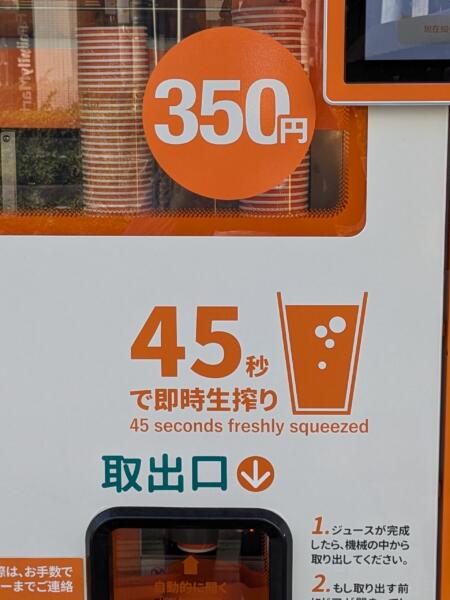 FamilyMar
350円
45秒
で即時生搾り
45 seconds freshly squeezed
取出口
自動的に開く
1.ジュースが完成
したら、機械の中から
取り出してください。
際は、お手数で
ーまでご連絡
2.もし取り出す前